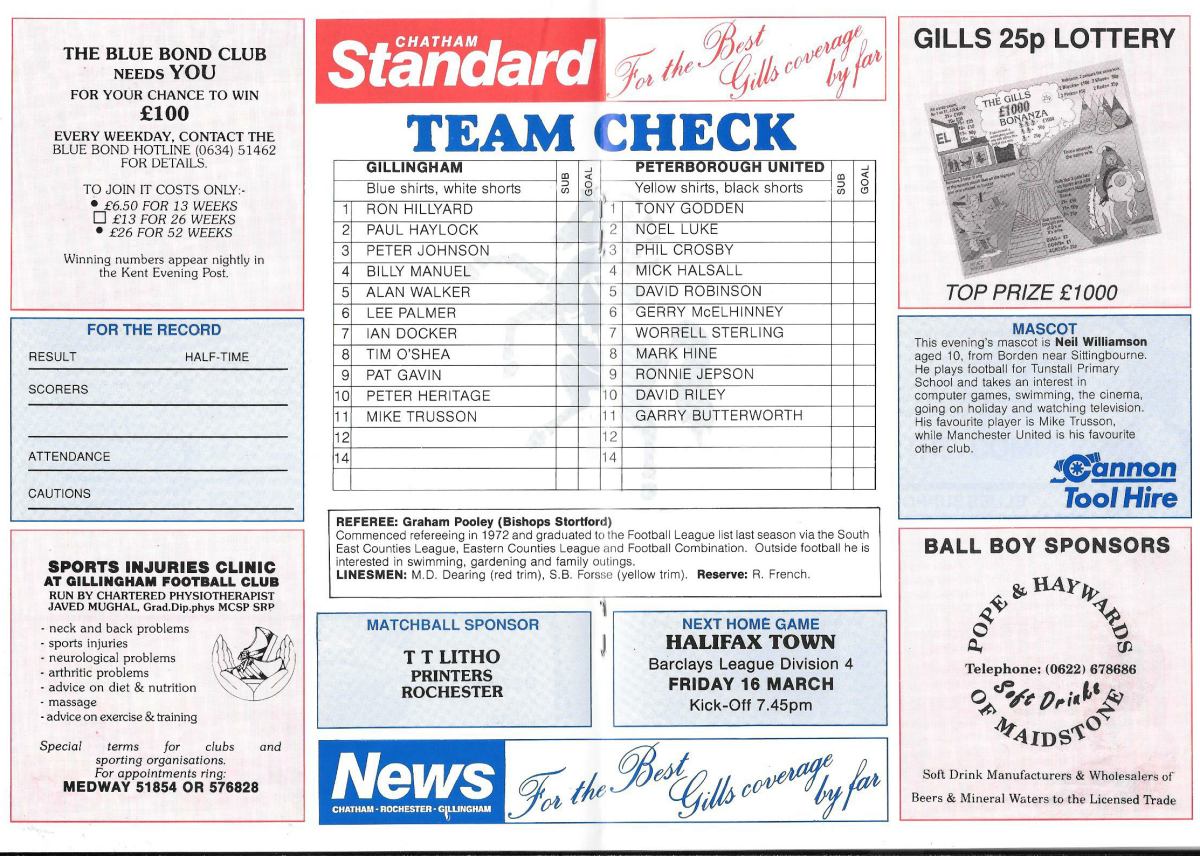 THE BLUE BOND CLUB
NEEDS YOU
FOR YOUR CHANCE TO WIN
£100
EVERY WEEKDAY, CONTACT THE
BLUE BOND HOTLINE (0634) 51462
FOR DETAILS.
TO JOIN IT COSTS ONLY:-
• £6.50 FOR 13 WEEKS
□ £13 FOR 26 WEEKS
• £26 FOR 52 WEEKS
Winning numbers appear nightly in
the Kent Evening Post.
FOR THE RECORD
RESULT HALF-TIME
SCORERS
ATTENDANCE
CAUTIONS
SPORTS INJURIES CLINIC
AT GILLINGHAM FOOTBALL CLUB
RUN BY CHARTERED PHYSIOTHERAPIST
JAVED MUGHAL, Grad.Dip.phys MCSP SRP
- neck and back problems
- sports injuries
- neurological problems
- arthritic problems
- advice on diet & nutrition
- massage
- advice on exercise & training
Special terms for clubs and
sporting organisations.
For appointments ring:
MEDWAY 51854 OR 576828
CHATHAM
Standard
For the Best
Gills coverage
by far
TEAM CHECK
GILLINGHAM SUB GOAL PETERBOROUGH UNITED SUB GOAL
Blue shirts, white shorts Yellow shirts, black shorts
1 RON HILLYARD 1 TONY GODDEN
2 PAUL HAYLOCK 2 NOEL LUKE
3 PETER JOHNSON 3 PHIL CROSBY
4 BILLY MANUEL 4 MICK HALSALL
5 ALAN WALKER 5 DAVID ROBINSON
6 LEE PALMER 6 GERRY McELHINNEY
7 IAN DOCKER 7 WORRELL STERLING
8 TIM O'SHEA 8 MARK HINE
9 PAT GAVIN 9 RONNIE JEPSON
10 PETER HERITAGE 10 DAVID RILEY
11 MIKE TRUSSON 11 GARRY BUTTERWORTH
12 12
14 14
REFEREE: Graham Pooley (Bishops Stortford)
Commenced refereeing in 1972 and graduated to the Football League list last season via the South
East Counties League, Eastern Counties League and Football Combination. Outside football he is
interested in swimming, gardening and family outings.
LINESMEN: M.D. Dearing (red trim), S.B. Forsse (yellow trim). Reserve: R. French.
MATCHBALL SPONSOR
T T LITHO
PRINTERS
ROCHESTER
NEXT HOME GAME
HALIFAX TOWN
Barclays League Division 4
FRIDAY 16 MARCH
Kick-Off 7.45pm
News
CHATHAM - ROCHESTER - GILLINGHAM
For the Best
Gills coverage
by far
GILLS 25p LOTTERY
THE GILLS
£1000
BONANZA
TOP PRIZE £1000
MASCOT
This evening's mascot is Neil Williamson
aged 10, from Borden near Sittingbourne.
He plays football for Tunstall Primary
School and takes an interest in
computer games, swimming, the cinema,
going on holiday and watching television.
His favourite player is Mike Trusson,
while Manchester United is his favourite
other club.
Cannon
Tool Hire
BALL BOY SPONSORS
POPE & HAYWARDS
Telephone: (0622) 678686
Soft Drinks
OF MAIDSTONE
Soft Drink Manufacturers & Wholesalers of
Beers & Mineral Waters to the Licensed Trade